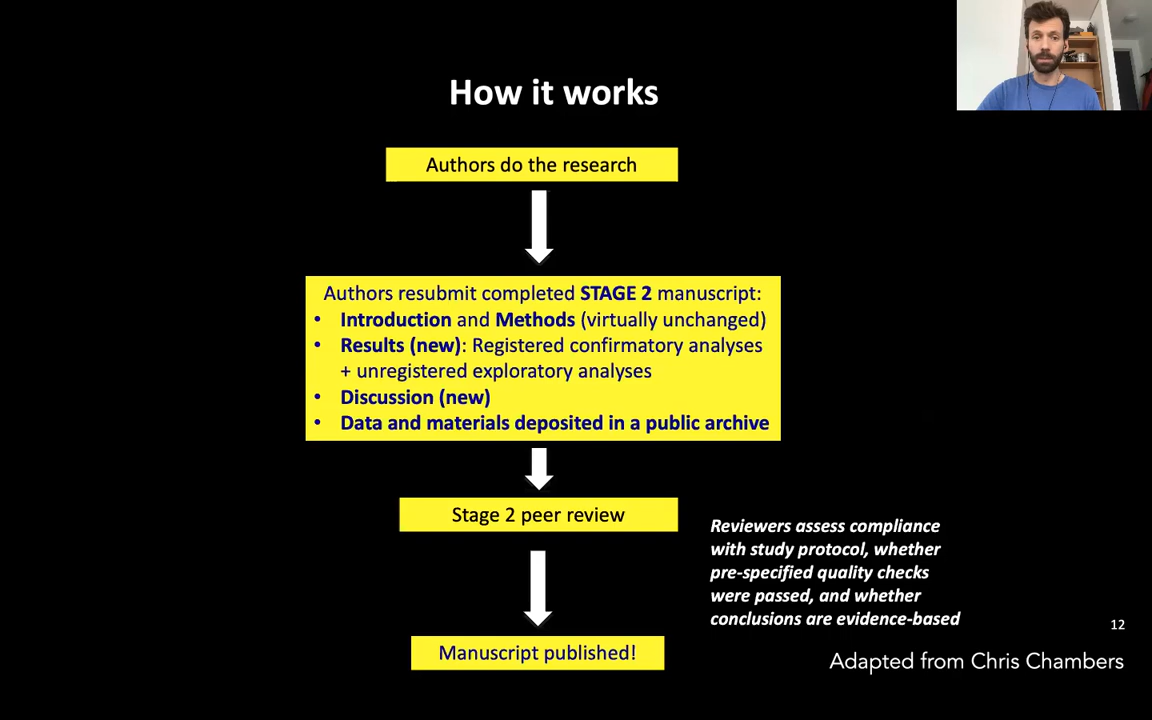 How it works
Authors do the research
Authors resubmit completed STAGE 2 manuscript:
• Introduction and Methods (virtually unchanged)
• Results (new): Registered confirmatory analyses
+ unregistered exploratory analyses
• Discussion (new)
• Data and materials deposited in a public archive
Stage 2 peer review
Reviewers assess compliance
with study protocol, whether
pre-specified quality checks
were passed, and whether
conclusions are evidence-based
Manuscript published!
12
Adapted from Chris Chambers